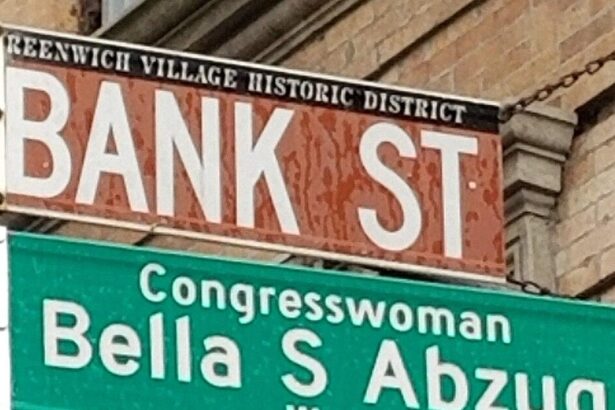 REENWICH VILLAGE HISTORIC DISTRICT
BANK ST
Congresswoman
Bella S Abzug